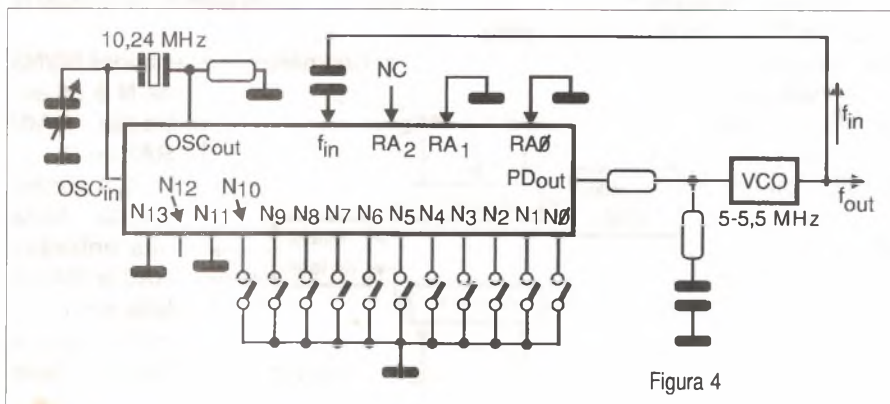 10,24 MHz
NC
OSCout
fin
RA2
RA1
RAØ
fin
OSCin
PDout
VCO
fout
5-5,5 MHz
N13
N12
N11
N10
N9
N8
N7
N6
N5
N4
N3
N2
N1
NØ
Figura 4